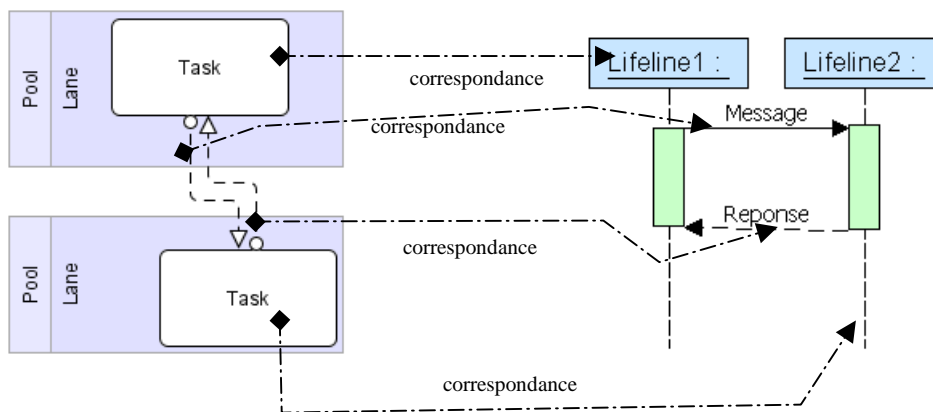 Pool
Lane
Task
correspondance
correspondance
Lifeline1 :
Lifeline2 :
Message
Reponse
Pool
Lane
Task
correspondance
correspondance